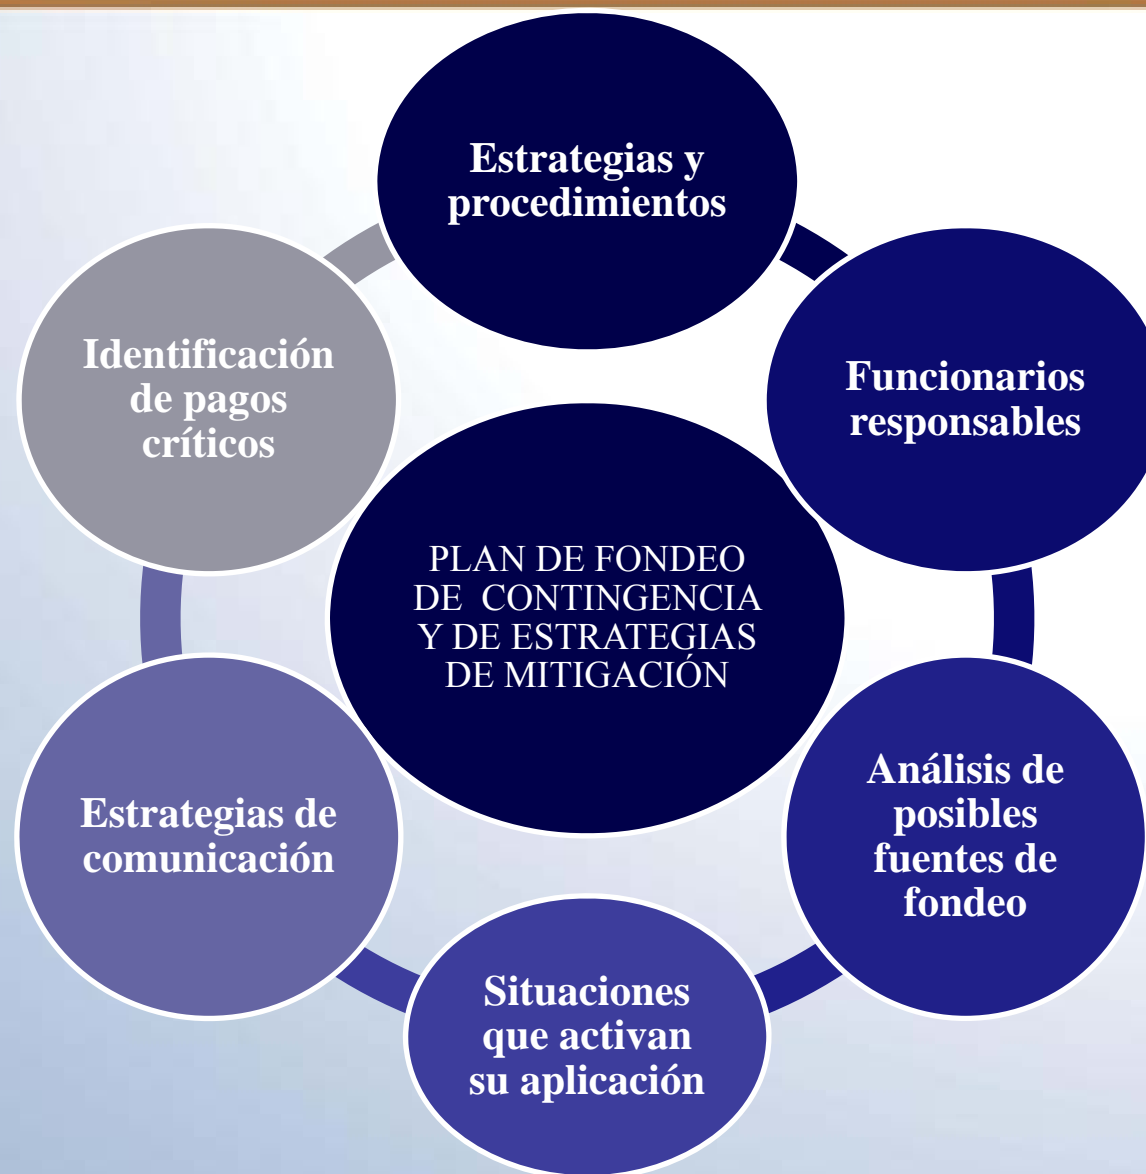 Estrategias y
procedimientos
Funcionarios
responsables
Análisis de
posibles
fuentes de
fondeo
Situaciones
que activan
su aplicación
Estrategias de
comunicación
Identificación
de pagos
críticos
PLAN DE FONDEO
DE CONTINGENCIA
Y DE ESTRATEGIAS
DE MITIGACIÓN